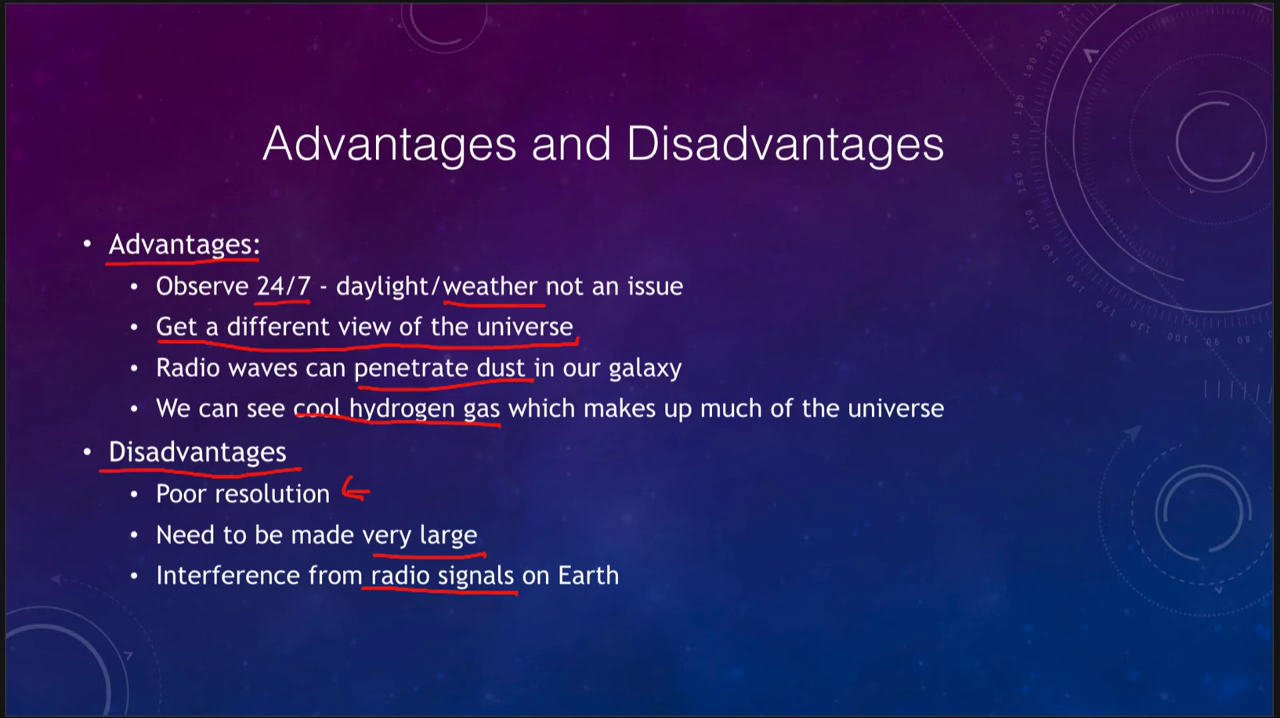 Advantages and Disadvantages
• Advantages:
• Observe 24/7 - daylight/weather not an issue
• Get a different view of the universe
• Radio waves can penetrate dust in our galaxy
• We can see cool hydrogen gas which makes up much of the universe
• Disadvantages
• Poor resolution
• Need to be made very large
• Interference from radio signals on Earth